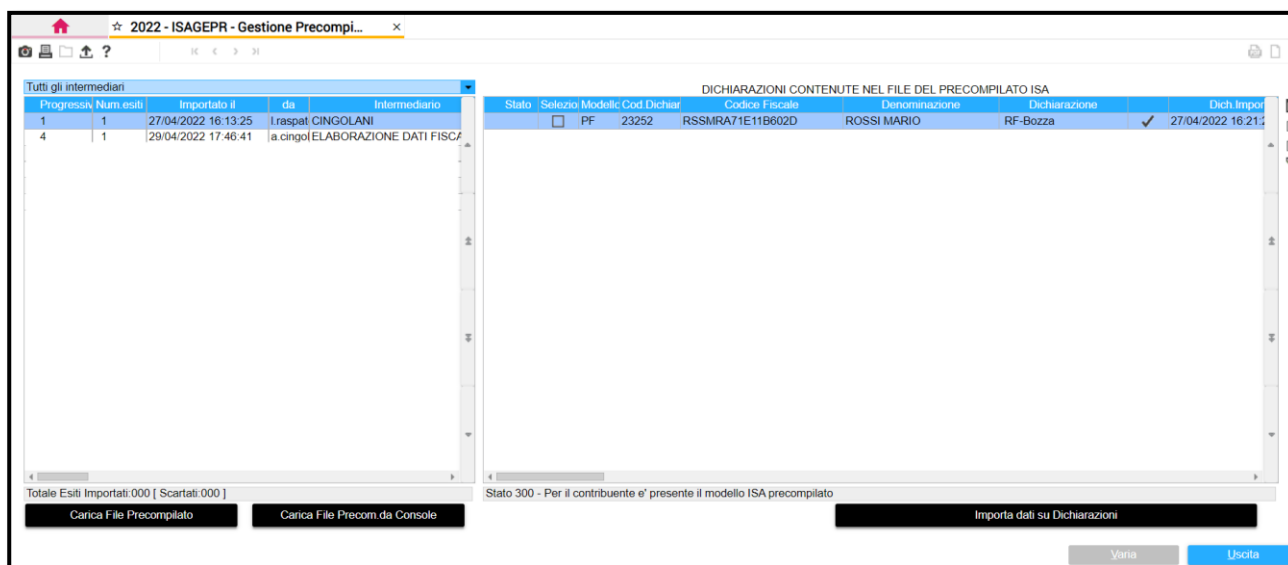 ☆ 2022 - ISAGEPR - Gestione Precompi... ×
?
Tutti gli intermediari
DICHIARAZIONI CONTENUTE NEL FILE DEL PRECOMPILATO ISA
Progressiv Num.esiti Importato il da Intermediario
Stato Selezio Modello Cod.Dichiar Codice Fiscale Denominazione Dichiarazione Dich.Impor
1 1 27/04/2022 16:13:25 l.raspat CINGOLANI
PF 23252 RSSMRA71E11B602D ROSSI MARIO RF-Bozza ✓ 27/04/2022 16:21:2
4 1 29/04/2022 17:46:41 a.cingol ELABORAZIONE DATI FISCA
Totale Esiti Importati:000 [ Scartati:000 ]
Stato 300 - Per il contribuente e' presente il modello ISA precompilato
Carica File Precompilato
Carica File Precom.da Console
Importa dati su Dichiarazioni
Varia
Uscita